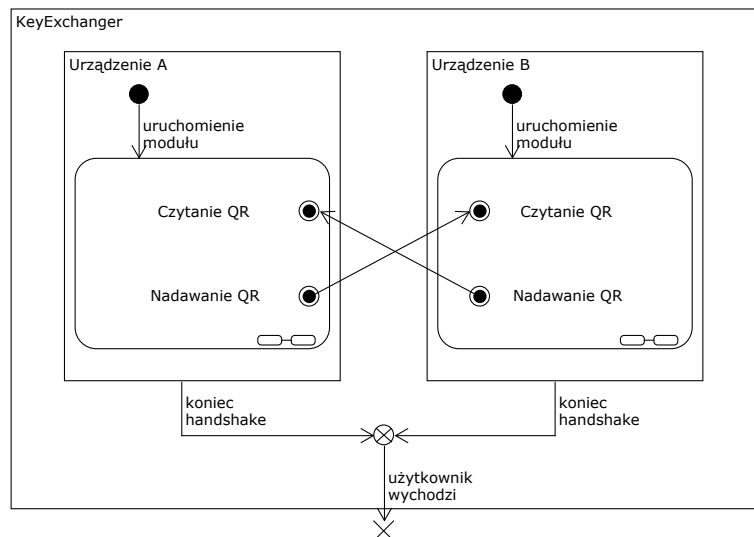 KeyExchanger
Urządzenie A
uruchomienie
modułu
Czytanie QR
Nadawanie QR
koniec
handshake
Urządzenie B
uruchomienie
modułu
Czytanie QR
Nadawanie QR
koniec
handshake
użytkownik
wychodzi